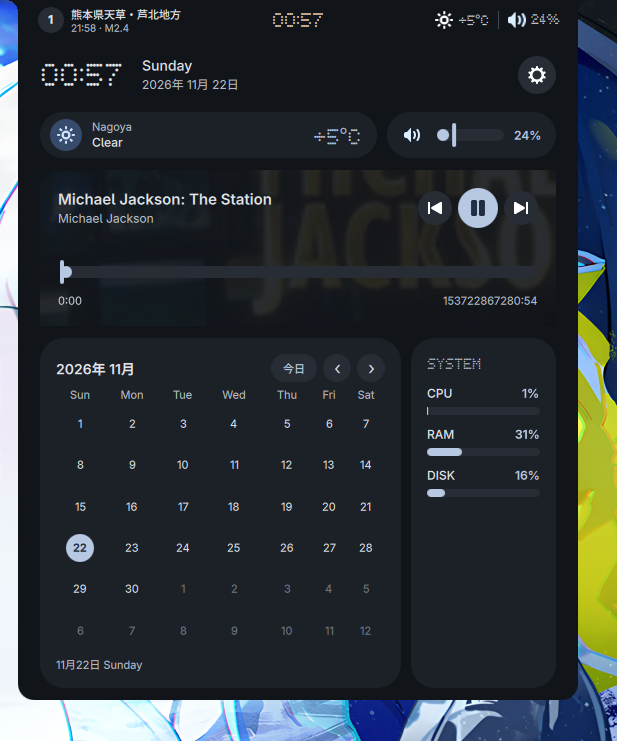 1
熊本県天草・芦北地方
21:58 · M2.4
00:57
+5°C
24%
00:57
Sunday
2026年 11月 22日
Nagoya
Clear
+5°C
24%
Michael Jackson: The Station
Michael Jackson
0:00
153722867280:54
2026年 11月
今日
‹
›
Sun Mon Tue Wed Thu Fri Sat
1 2 3 4 5 6 7
8 9 10 11 12 13 14
15 16 17 18 19 20 21
22 23 24 25 26 27 28
29 30 1 2 3 4 5
6 7 8 9 10 11 12
11月22日 Sunday
SYSTEM
CPU 1%
RAM 31%
DISK 16%